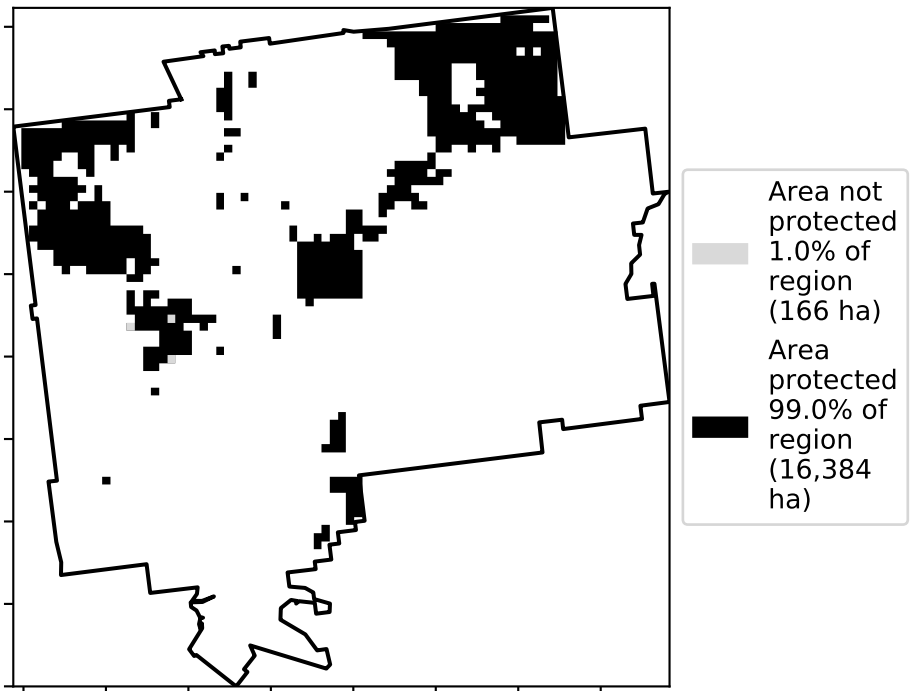 Area not
protected
1.0% of
region
(166 ha)
Area
protected
99.0% of
region
(16,384
ha)